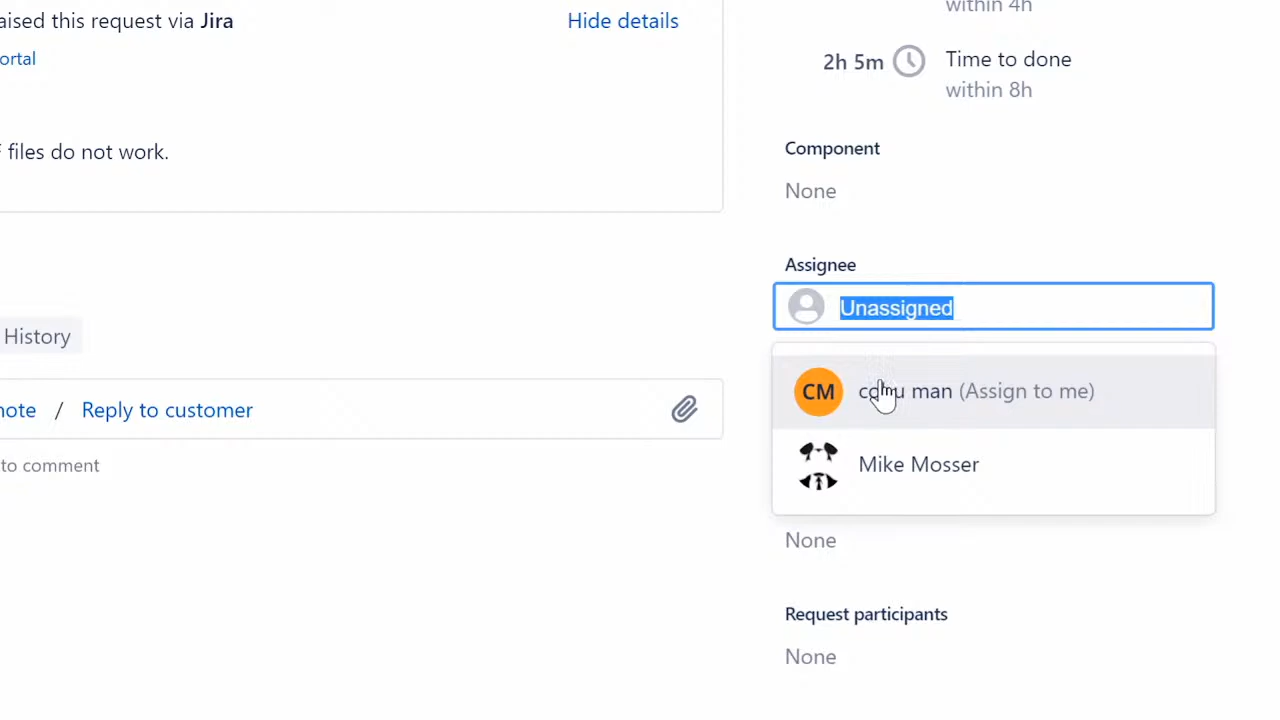 aised this request via Jira
Hide details
ortal
files do not work.
History
note / Reply to customer
to comment
within 4h
2h 5m
Time to done
within 8h
Component
None
Assignee
Unassigned
CM
man (Assign to me)
Mike Mosser
None
Request participants
None